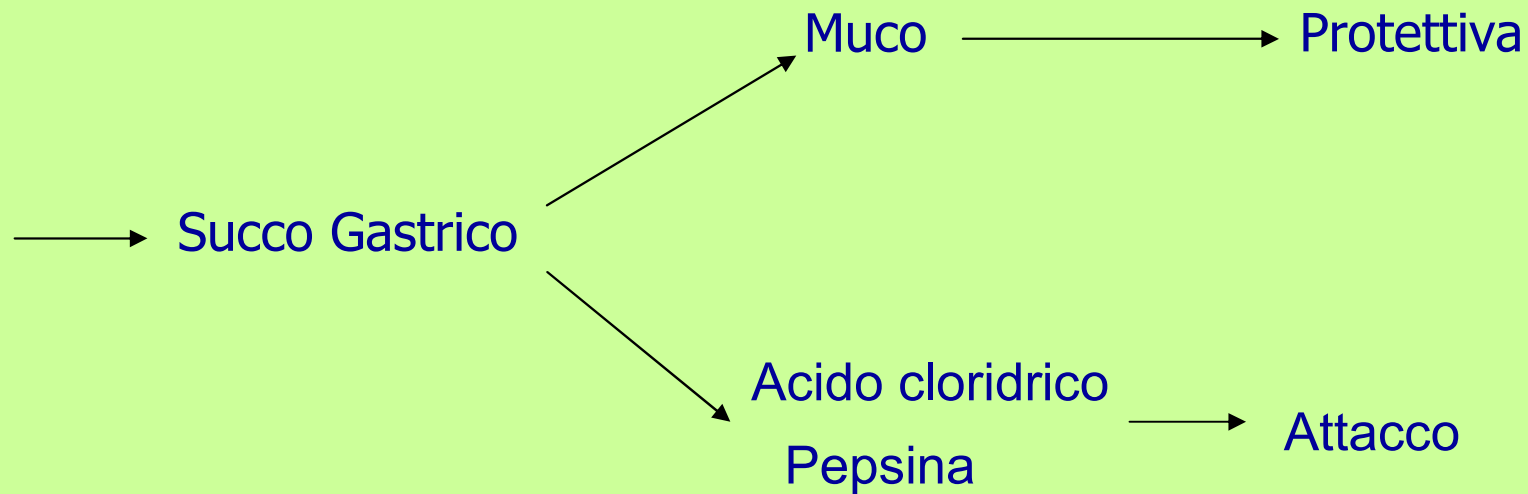 Muco
Protettiva
Succo Gastrico
Acido cloridrico
Pepsina
Attacco